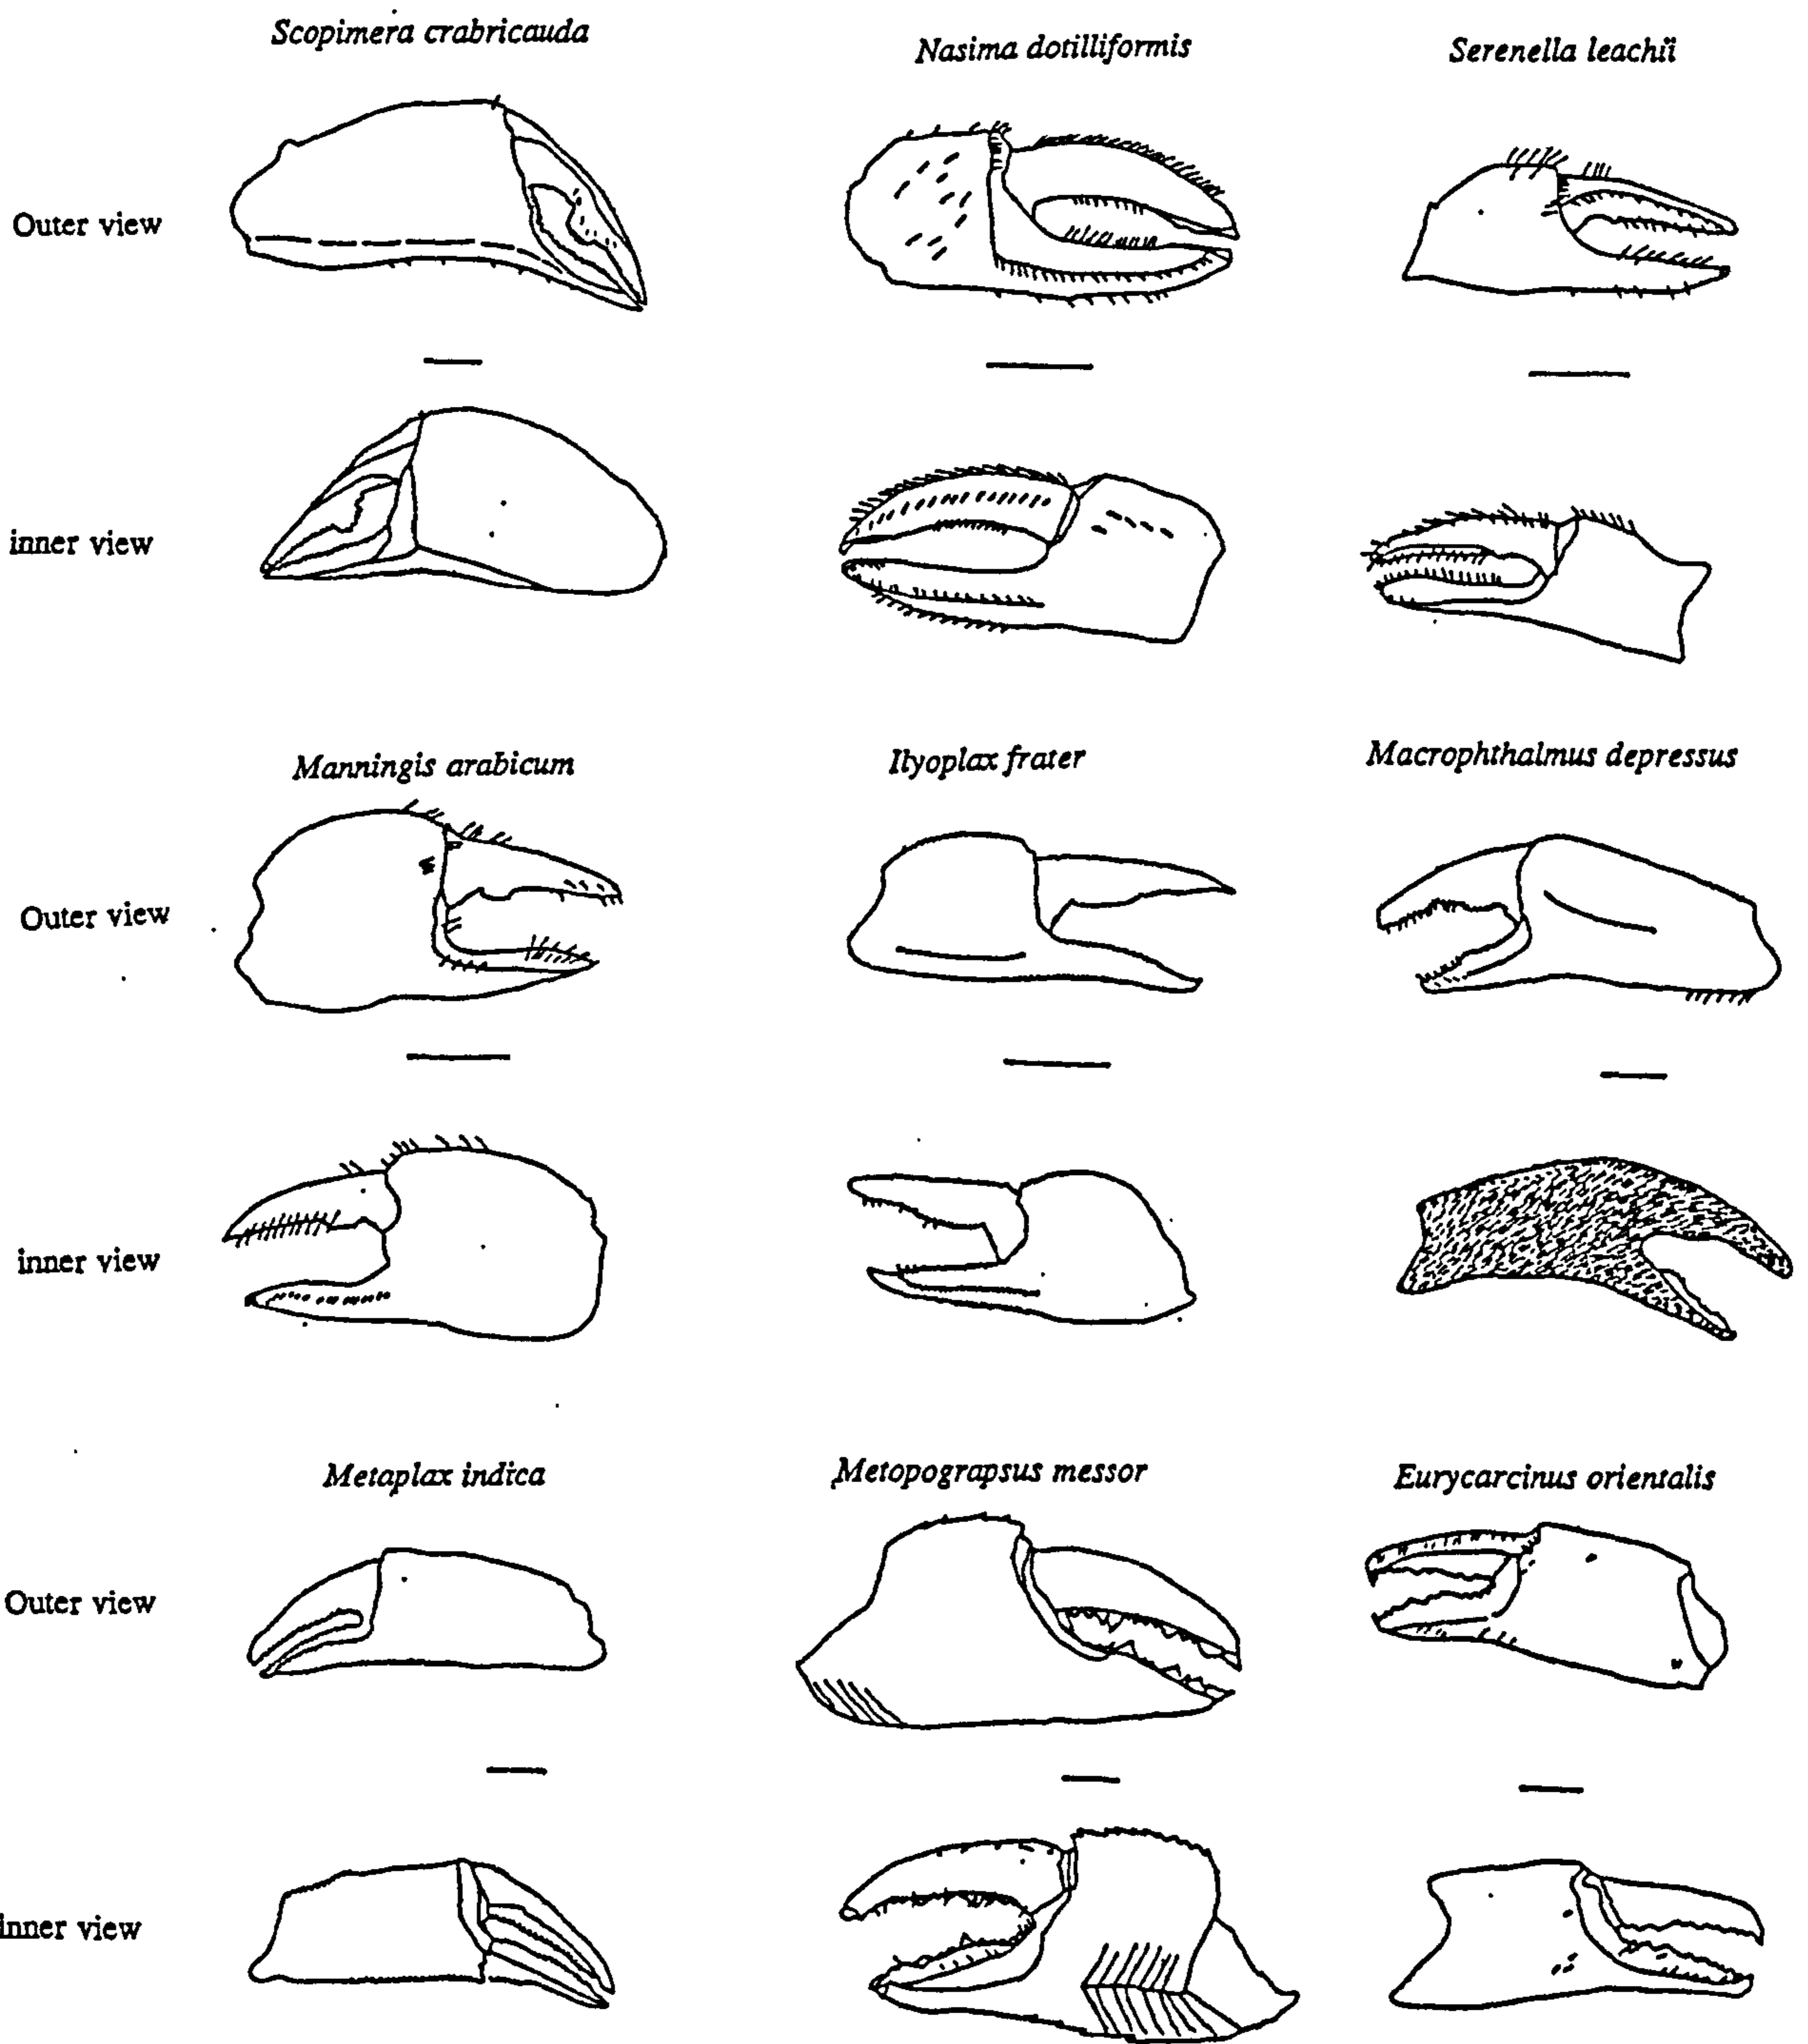 Scopimera crabricauda
Nasima dotilliformis
Serenella leachii
Outer view
inner view
Manningis arabicum
Ilyoplax frater
Macrophthalmus depressus
Outer view
inner view
Metaplax indica
Metopograpsus messor
Eurycarcinus orientalis
Outer view
inner view